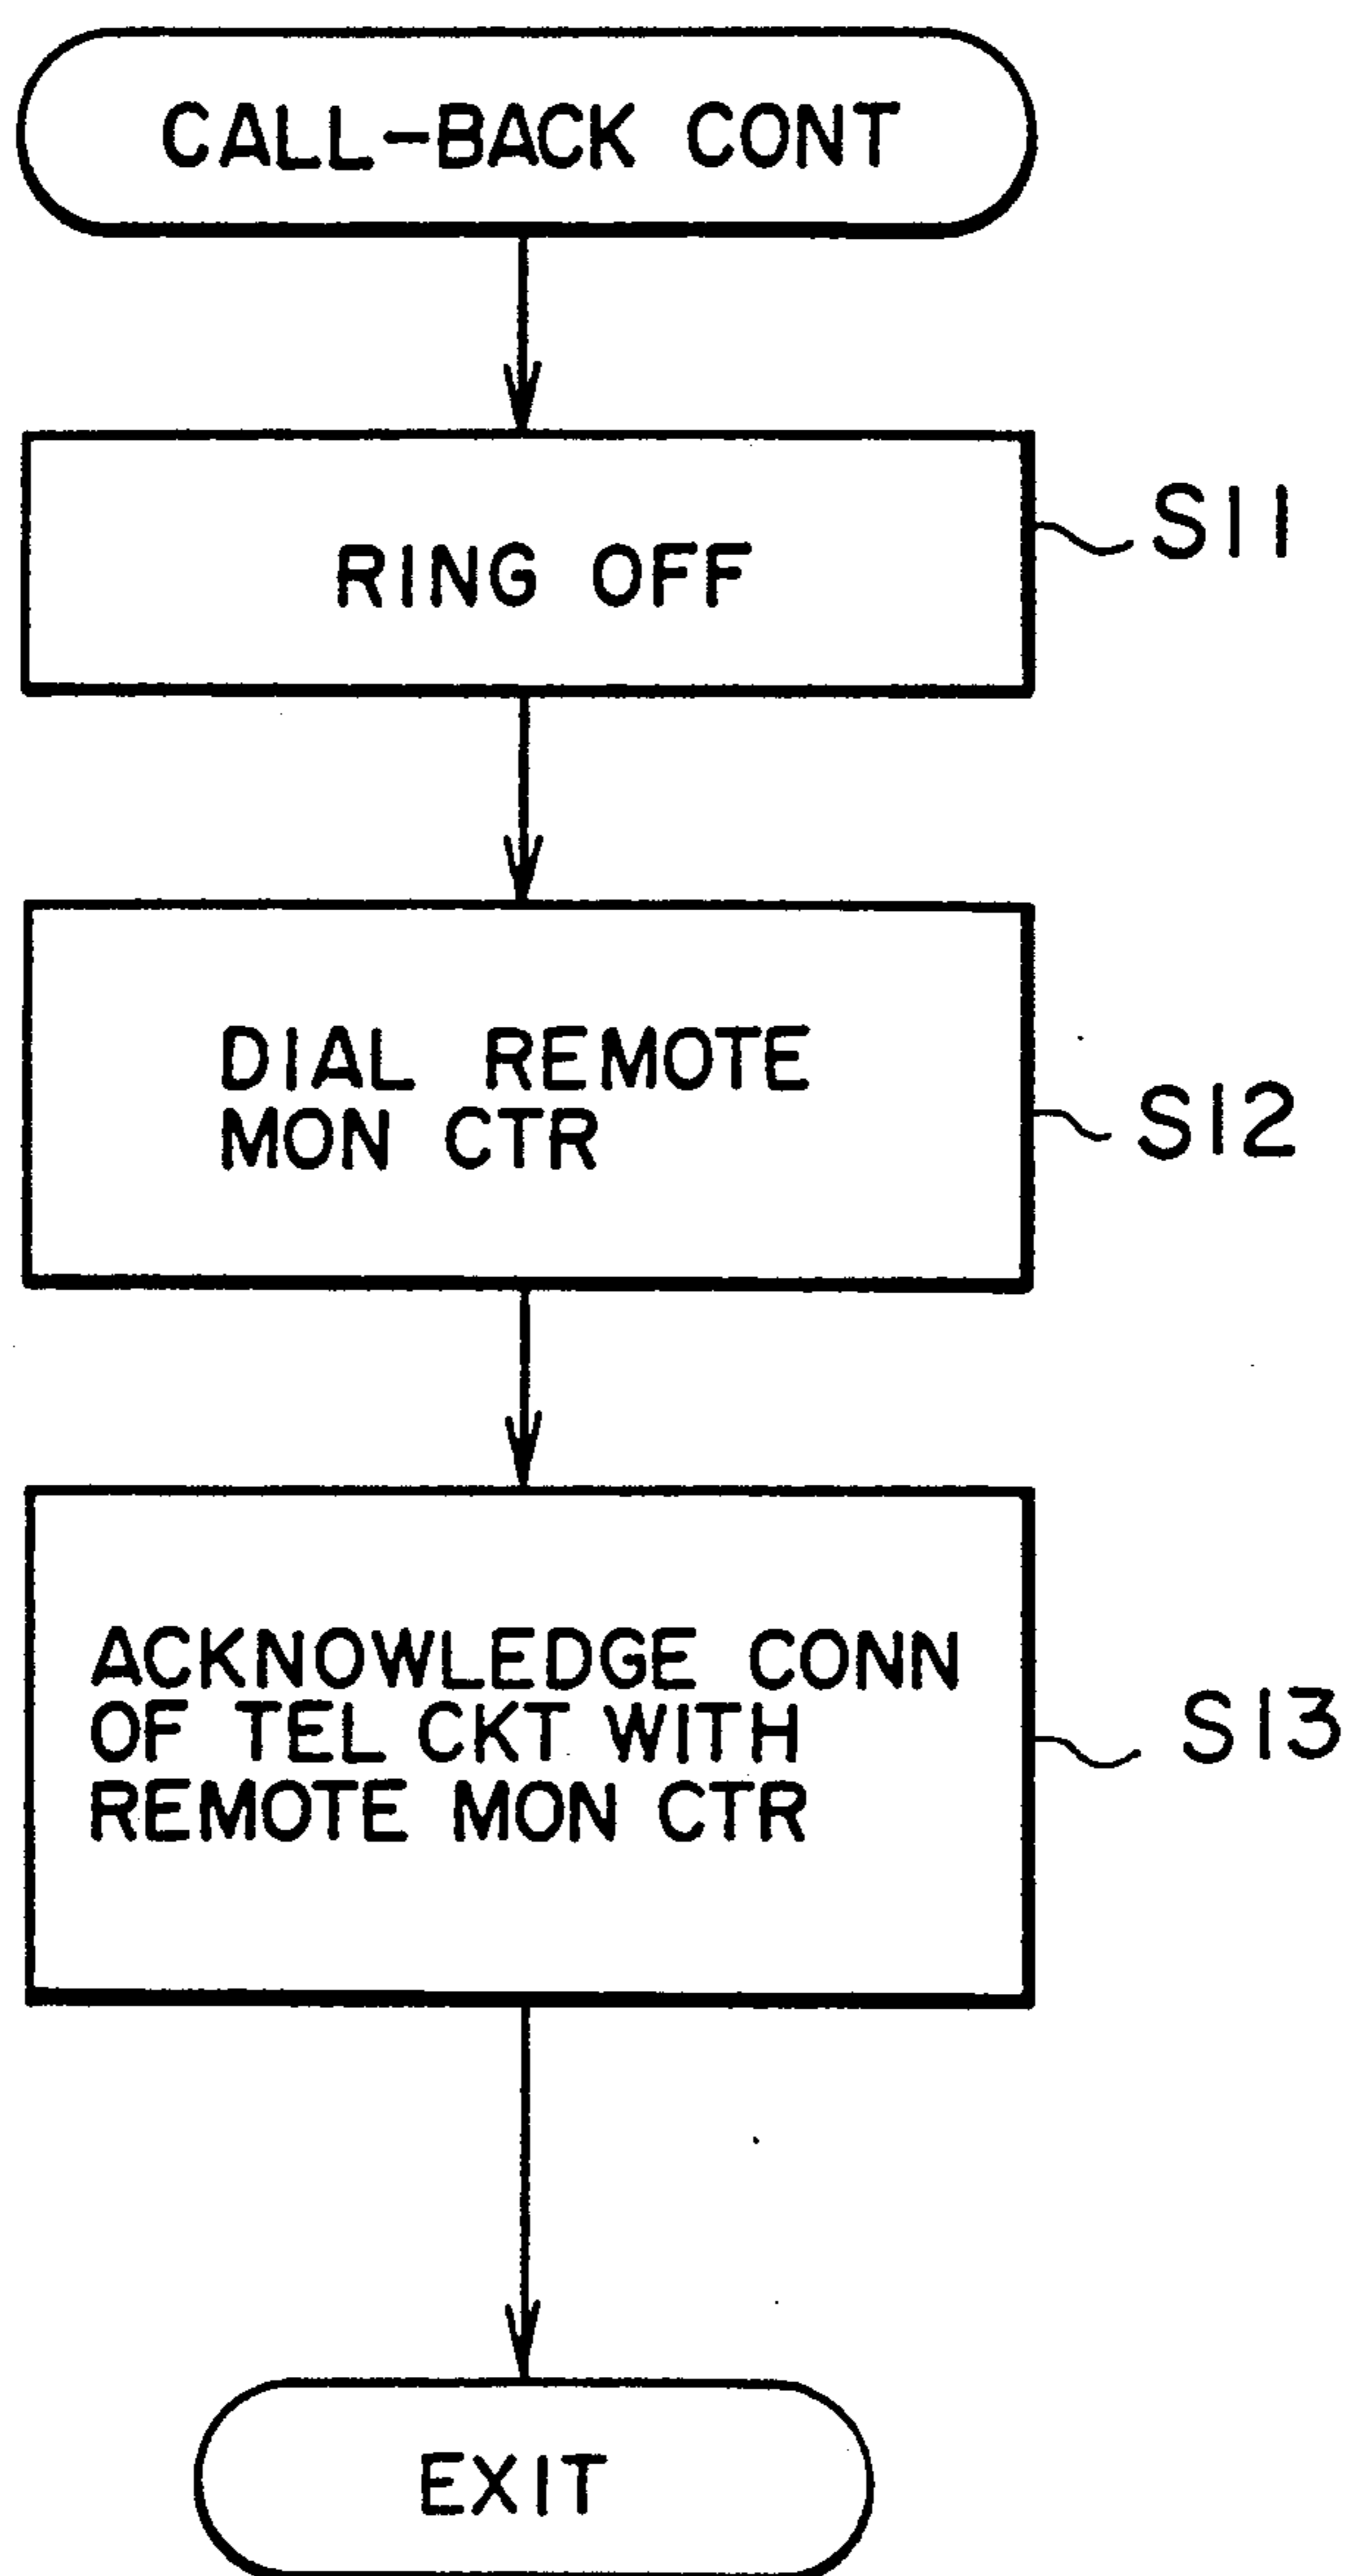 CALL-BACK CONT
RING OFF
S11
DIAL REMOTE
MON CTR
S12
ACKNOWLEDGE CONN
OF TEL CKT WITH
REMOTE MON CTR
S13
EXIT